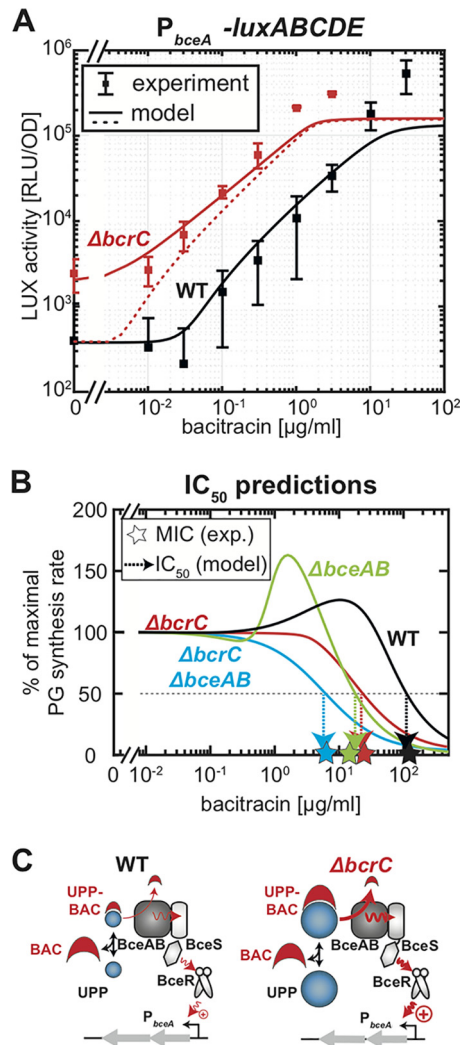 A
P bceA -luxABCDE
LUX activity [RLU/OD]
10^6
10^5
10^4
10^3
10^2
experiment
model
ΔbcrC
WT
0 10^-2 10^-1 10^0 10^1 10^2
bacitracin [µg/ml]
B
IC50 predictions
% of maximal
PG synthesis rate
200
150
100
50
0
MIC (exp.)
IC50 (model)
ΔbceAB
ΔbcrC
WT
ΔbcrC
ΔbceAB
0 10^-2 10^-1 10^0 10^1 10^2
bacitracin [µg/ml]
C
WT
UPP-
BAC
BAC
BceAB
BceS
UPP
BceR
PbceA
ΔbcrC
UPP-
BAC
BAC
BceAB
BceS
UPP
BceR
PbceA